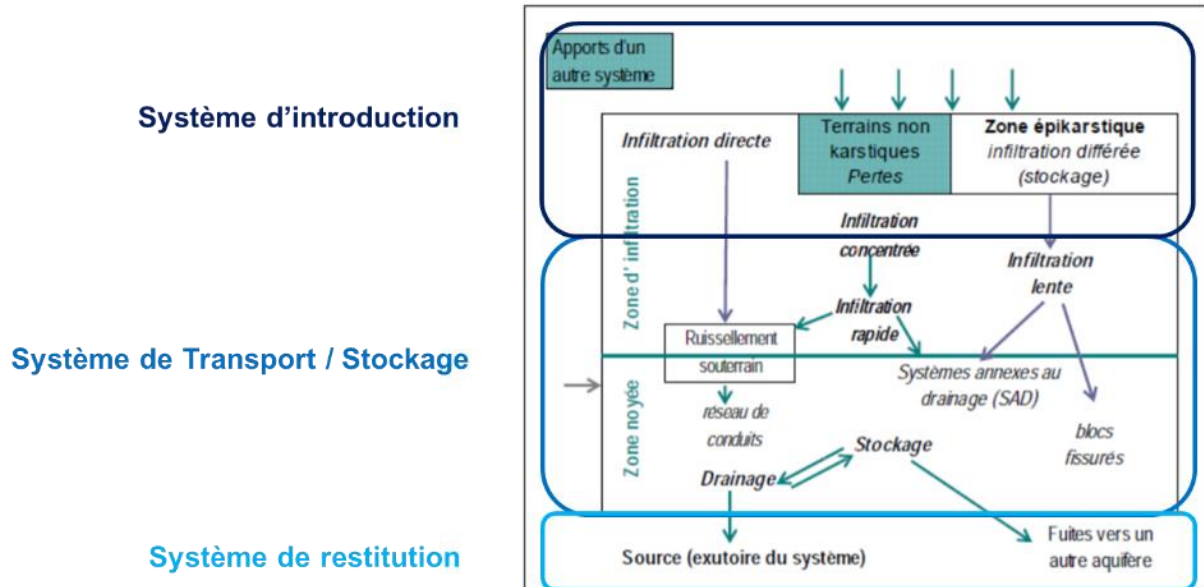 Apports d'un
autre système
Système d'introduction
Infiltration directe
Terrains non
karstiques
Pertes
Zone épikarstique
infiltration différée
(stockage)
Zone d' infiltration
Infiltration
concentrée
Infiltration
lente
Infiltration
rapide
Ruissellement
souterrain
Système de Transport / Stockage
Systèmes annexes au
drainage (SAD)
Zone noyée
réseau de
conduits
blocs
fissurés
Stockage
Drainage
Système de restitution
Source (exutoire du système)
Fuites vers un
autre aquifère